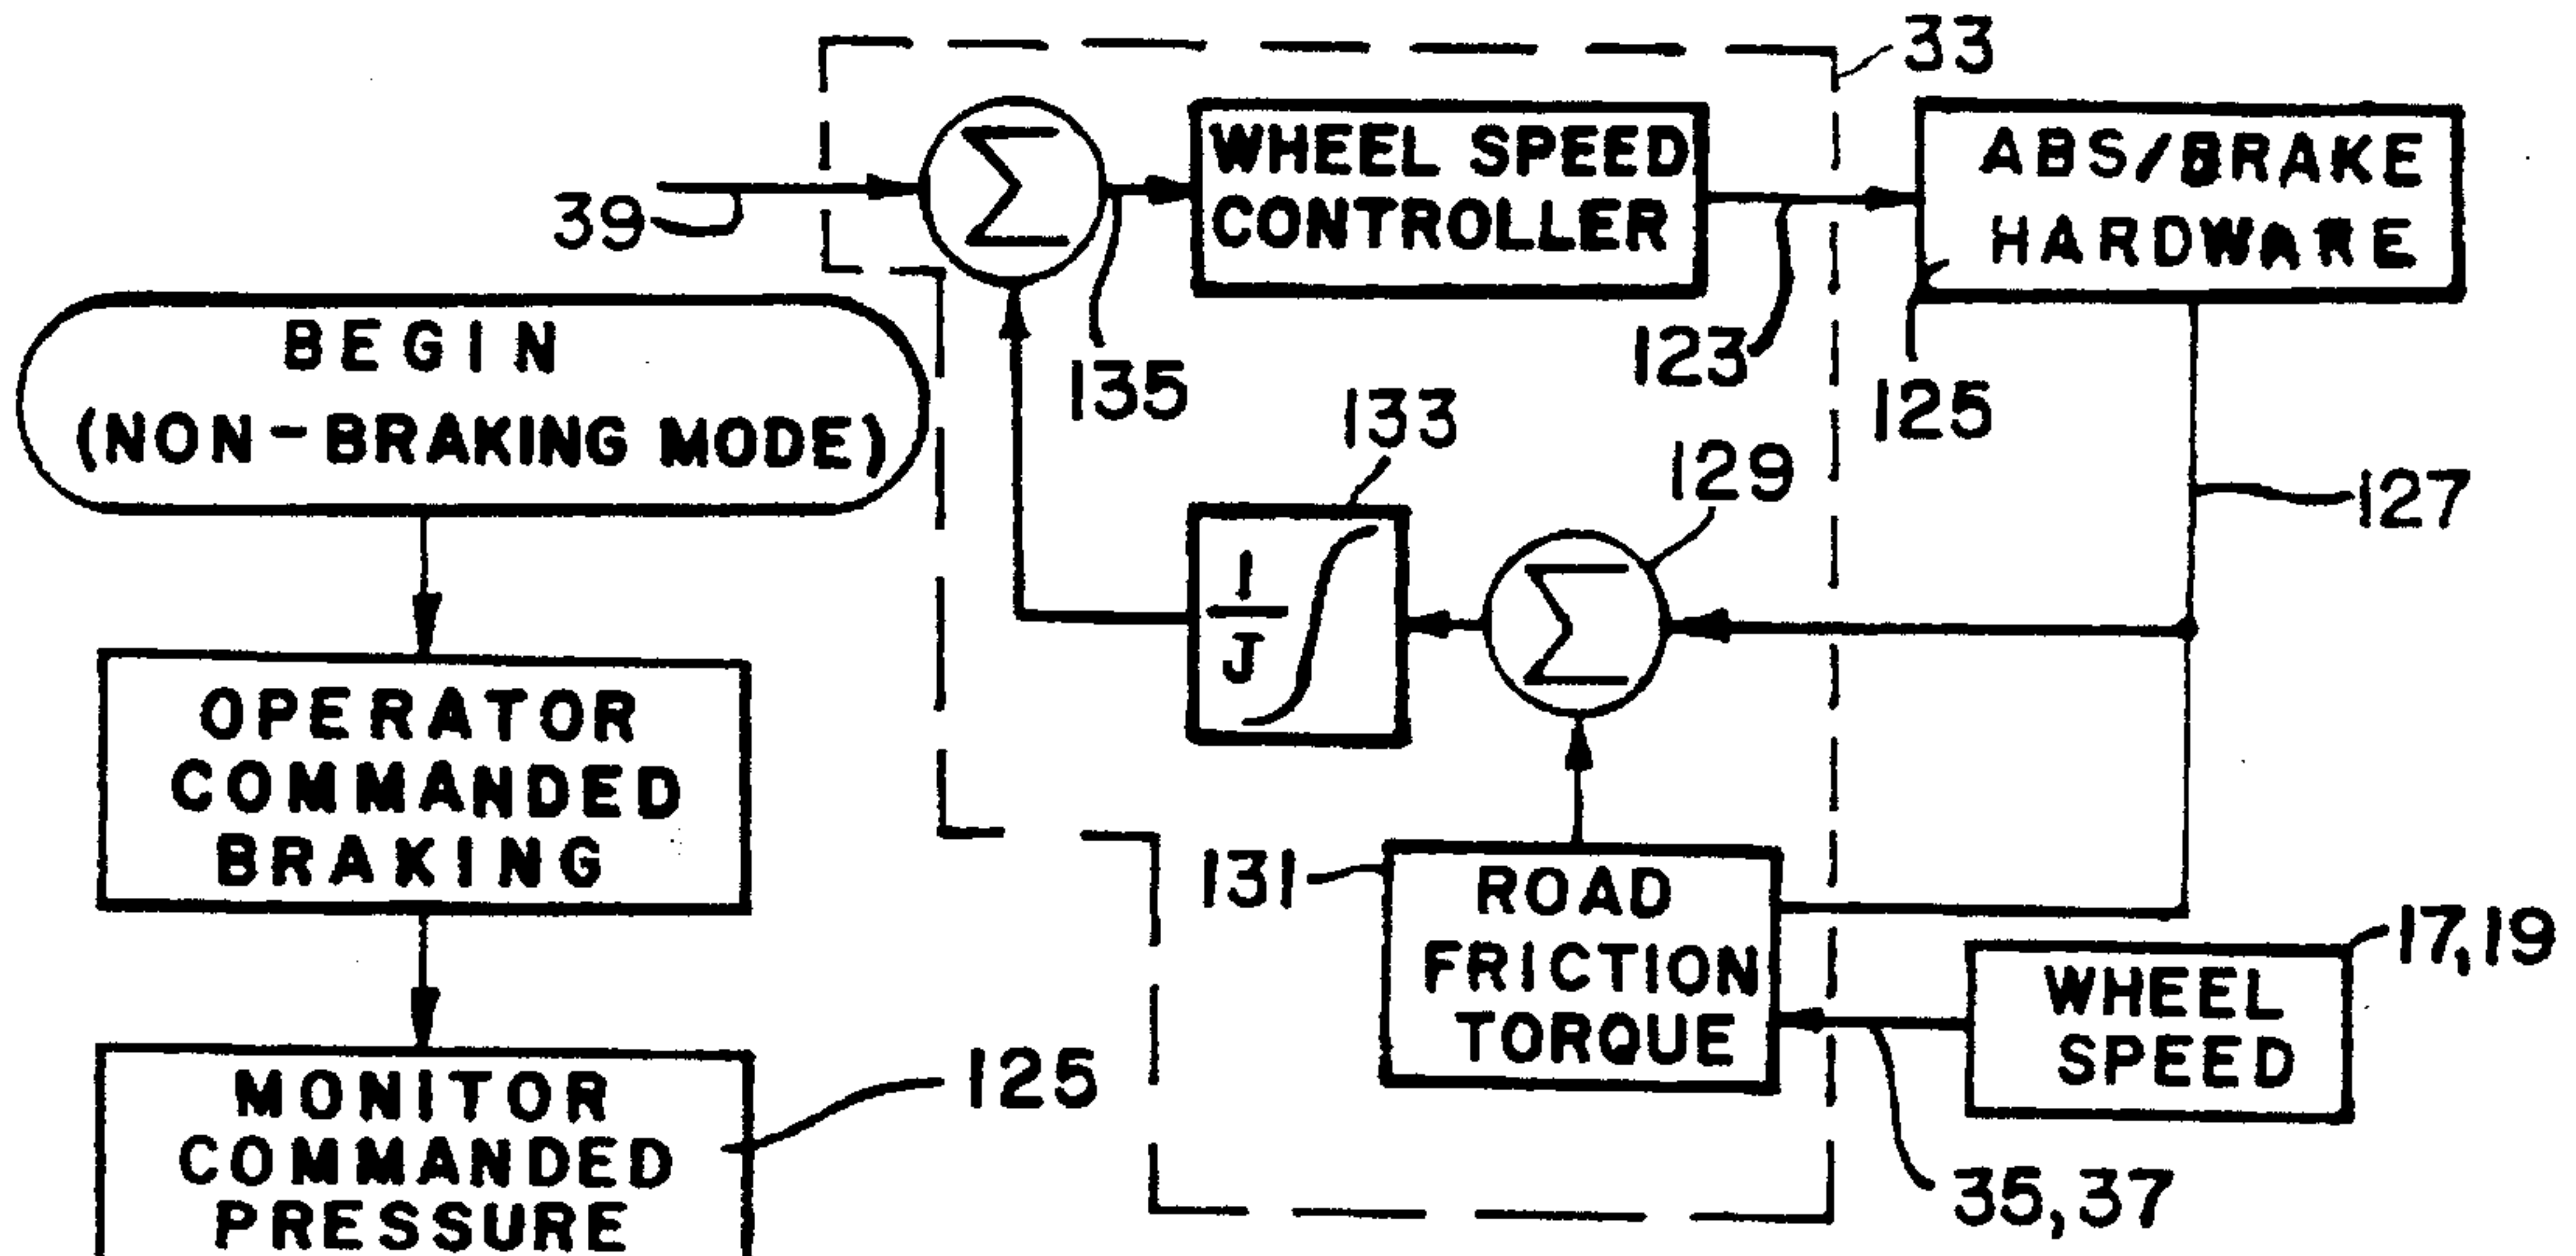 33
Σ
WHEEL SPEED
CONTROLLER
ABS/BRAKE
HARDWARE
39
135
123
125
BEGIN
(NON-BRAKING MODE)
133
129
127
1
J
Σ
OPERATOR
COMMANDED
BRAKING
131
ROAD
FRICTION
TORQUE
17,19
WHEEL
SPEED
MONITOR
COMMANDED
PRESSURE
125
35,37